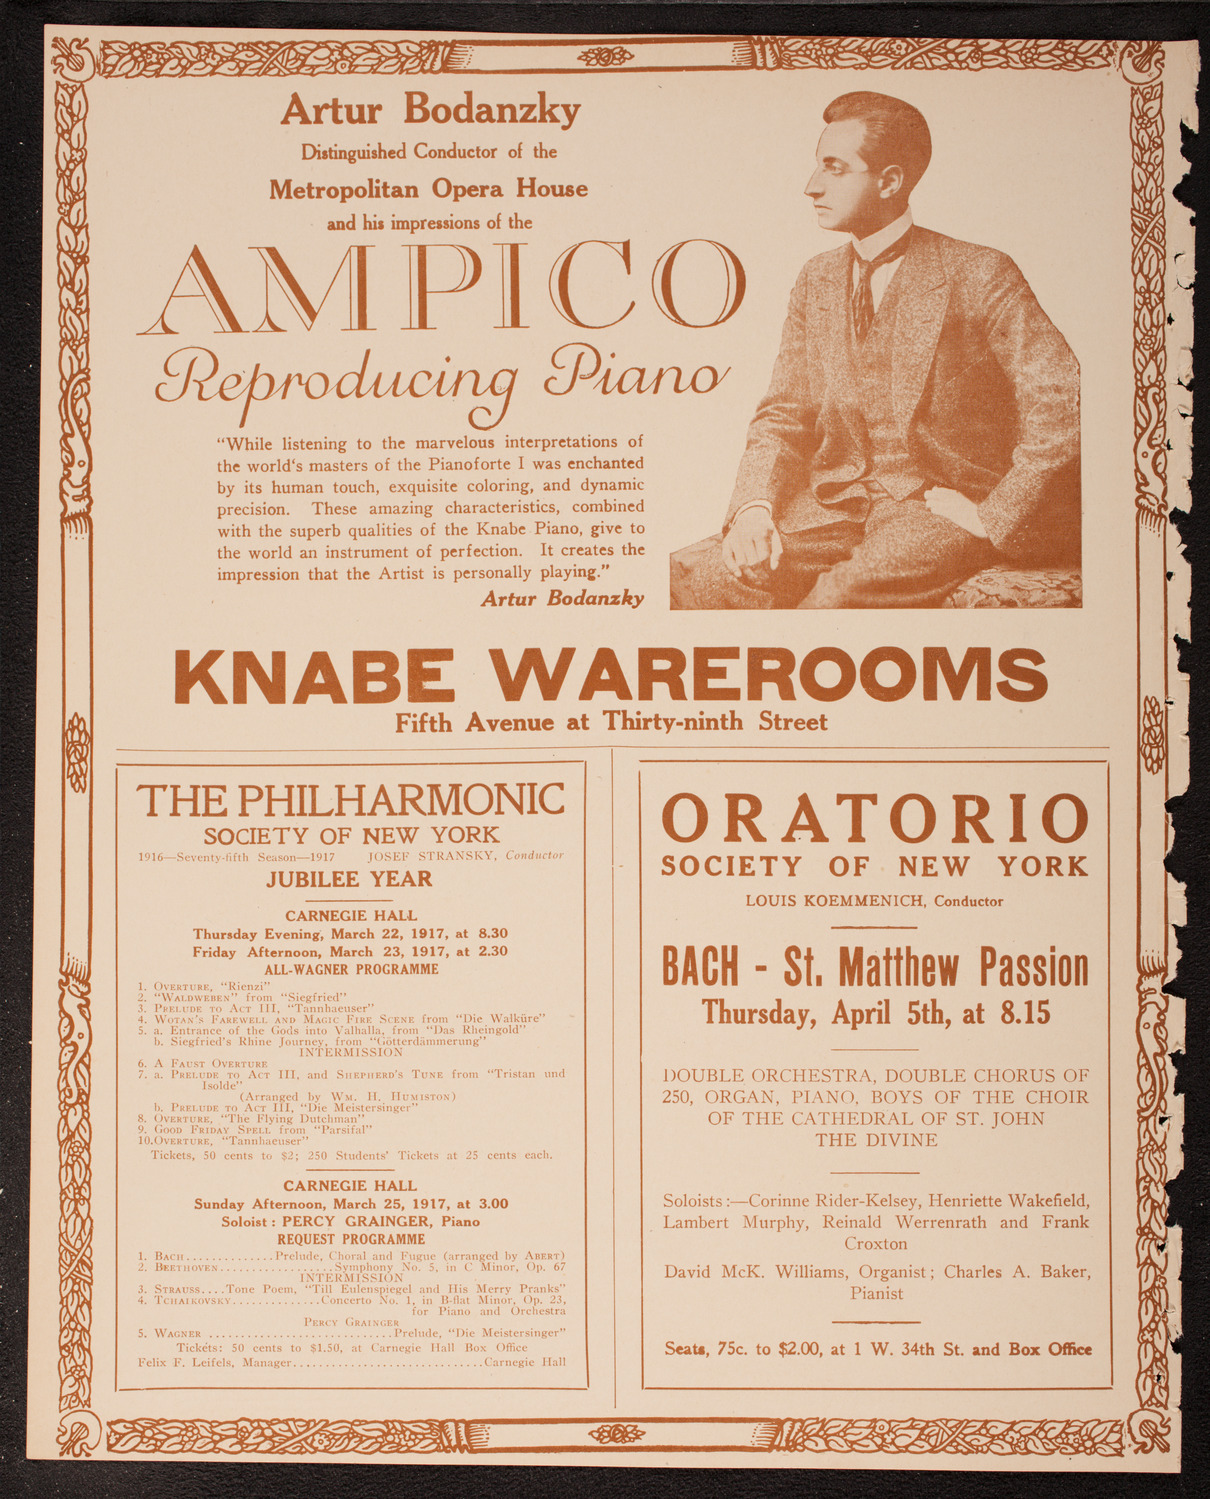 Artur Bodanzky
Distinguished Conductor of the
Metropolitan Opera House
and his impressions of the
AMPICO
Reproducing Piano
“While listening to the marvelous interpretations of
the world‘s masters of the Pianoforte I was enchanted
by its human touch, exquisite coloring, and dynamic
precision. These amazing characteristics, combined
with the superb qualities of the Knabe Piano, give to
the world an instrument of perfection. It creates the
impression that the Artist is personally playing.”
Artur Bodanzky
KNABE WAREROOMS
Fifth Avenue at Thirty-ninth Street
THE PHILHARMONIC
SOCIETY OF NEW YORK
1916—Seventy-fifth Season—1917 JOSEF STRANSKY, Conductor
JUBILEE YEAR
CARNEGIE HALL
Thursday Evening, March 22, 1917, at 8.30
Friday Afternoon, March 23, 1917, at 2.30
ALL-WAGNER PROGRAMME
1. OVERTURE, “Rienzi”
2. “WALDWEBEN” from “Siegfried”
3. PRELUDE TO ACT III, “Tannhaeuser”
4. WOTAN'S FAREWELL AND MAGIC FIRE SCENE from “Die Walküre”
5. a. Entrance of the Gods into Valhalla, from “Das Rheingold”
b. Siegfried's Rhine Journey, from “Götterdämmerung”
INTERMISSION
6. A FAUST OVERTURE
7. a. PRELUDE TO ACT III, and SHEPHERD'S TUNE from “Tristan und
Isolde”
(Arranged by WM. H. HUMISTON)
b. PRELUDE TO ACT III, “Die Meistersinger”
8. OVERTURE, “The Flying Dutchman”
9. GOOD FRIDAY SPELL from “Parsifal”
10.OVERTURE, “Tannhaeuser”
Tickets, 50 cents to $2; 250 Students' Tickets at 25 cents each.
CARNEGIE HALL
Sunday Afternoon, March 25, 1917, at 3.00
Soloist : PERCY GRAINGER, Piano
REQUEST PROGRAMME
1. BACH..............Prelude, Choral and Fugue (arranged by ABERT)
2. BEETHOVEN..................Symphony No. 5, in C Minor, Op. 67
INTERMISSION
3. STRAUSS....Tone Poem, “Till Eulenspiegel and His Merry Pranks”
4. TCHAIKOVSKY..............Concerto No. 1, in B-flat Minor, Op. 23,
for Piano and Orchestra
PERCY GRAINGER
5. WAGNER ............................Prelude, “Die Meistersinger”
Tickets: 50 cents to $1.50, at Carnegie Hall Box Office
Felix F. Leifels, Manager.............................Carnegie Hall
ORATORIO
SOCIETY OF NEW YORK
LOUIS KOEMMENICH, Conductor
BACH - St. Matthew Passion
Thursday, April 5th, at 8.15
DOUBLE ORCHESTRA, DOUBLE CHORUS OF
250, ORGAN, PIANO, BOYS OF THE CHOIR
OF THE CATHEDRAL OF ST. JOHN
THE DIVINE
Soloists :—Corinne Rider-Kelsey, Henriette Wakefield,
Lambert Murphy, Reinald Werrenrath and Frank
Croxton
David McK. Williams, Organist ; Charles A. Baker,
Pianist
Seats, 75c. to $2.00, at 1 W. 34th St. and Box Office